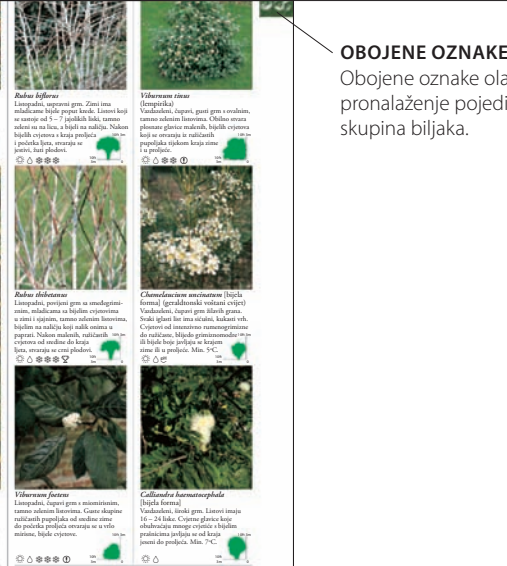 Rubus biflorus
Listopadni, uspravni grm. Zimi ima
mladicame bijele poput krede. Listovi koji
se sastoje od 5 – 7 jajolikih liski, tamno
zeleni su na licu, a bijeli na naličju. Nakon
bijelih cvjetova s kraja proljeća
i početka ljeta, stvaraju se
jestivi, žuti plodovi.
Viburnum tinus
(lempirika)
Vazdazeleni, čupavi, gusti grm s ovalnim,
tamno zelenim listovima. Obilno stvara
plosnate glavice malenih, bijelih cvjetova
koji se otvaraju iz ružičastih
pupoljaka tijekom kraja zime
i u proljeće.
Rubus thibetanus
Listopadni, povijeni grm sa smeđegrimi-
znim, mladicama sa bijelim cvjetovima
u zimi i sjajnim, tamno zelenim listovima,
bijelim na naličju koji nalik onima u
paprati. Nakon malenih, ružičastih
cvjetova od sredine do kraja
ljeta, stvaraju se crni plodovi.
Chamelaucium uncinatum [bijela
forma] (geraldtonski voštani cvijet)
Vazdazeleni, čupavi grm žilavih grana.
Svaki iglasti list ima sićušni, kukasti vrh.
Cvjetovi od intenzivno rumenogrimizne
do ružičaste, blijedo grimiznomodre
ili bijele boje javljaju se krajem
zime ili u proljeće. Min. 5°C.
Viburnum foetens
Listopadni, čupavi grm s miomirisnim,
tamno zelenim listovima. Guste skupine
ružičastih pupoljaka od sredine zime
do početka proljeća otvaraju se u vrlo
mirisne, bijele cvjetove.
Calliandra haematocephala
[bijela forma]
Vazdazeleni, široki grm. Listovi imaju
16 – 24 liske. Cvjetne glavice koje
obuhvaćaju mnoge cvjetiće s bijelim
prašnicima javljaju se od kraja
jeseni do proljeća. Min. 7°C.
OBOJENE OZNAKE
Obojene oznake ola
pronalaženje pojedi
skupina biljaka.